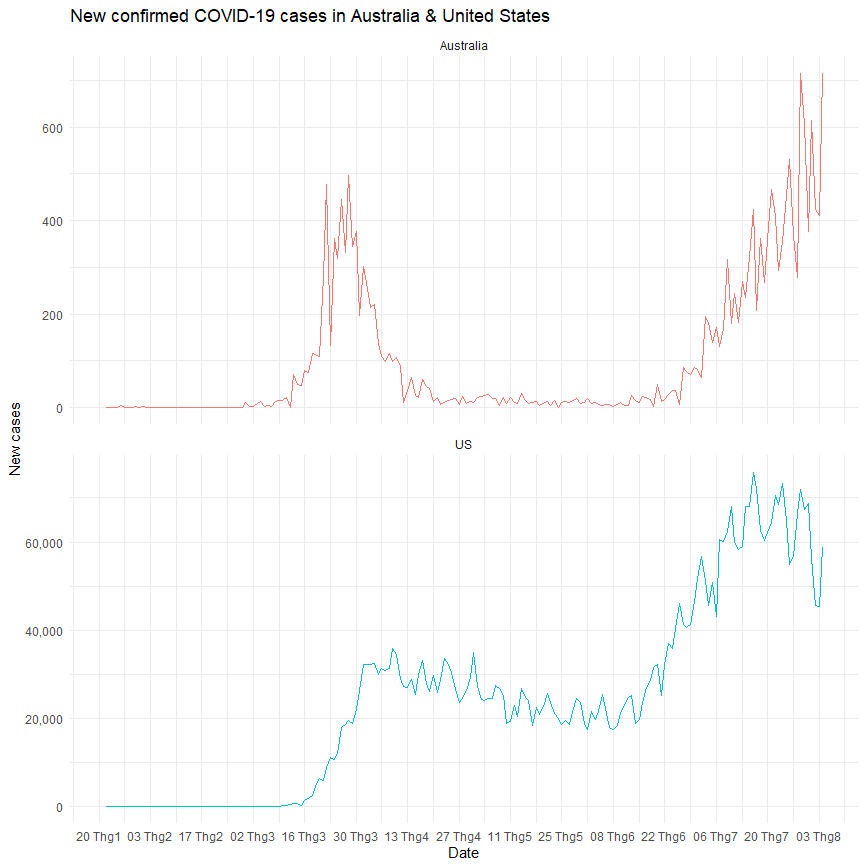 New confirmed COVID-19 cases in Australia & United States
Australia
600
400
200
0
New cases
US
60,000
40,000
20,000
0
20 Thg1 03 Thg2 17 Thg2 02 Thg3 16 Thg3 30 Thg3 13 Thg4 27 Thg4 11 Thg5 25 Thg5 08 Thg6 22 Thg6 06 Thg7 20 Thg7 03 Thg8
Date